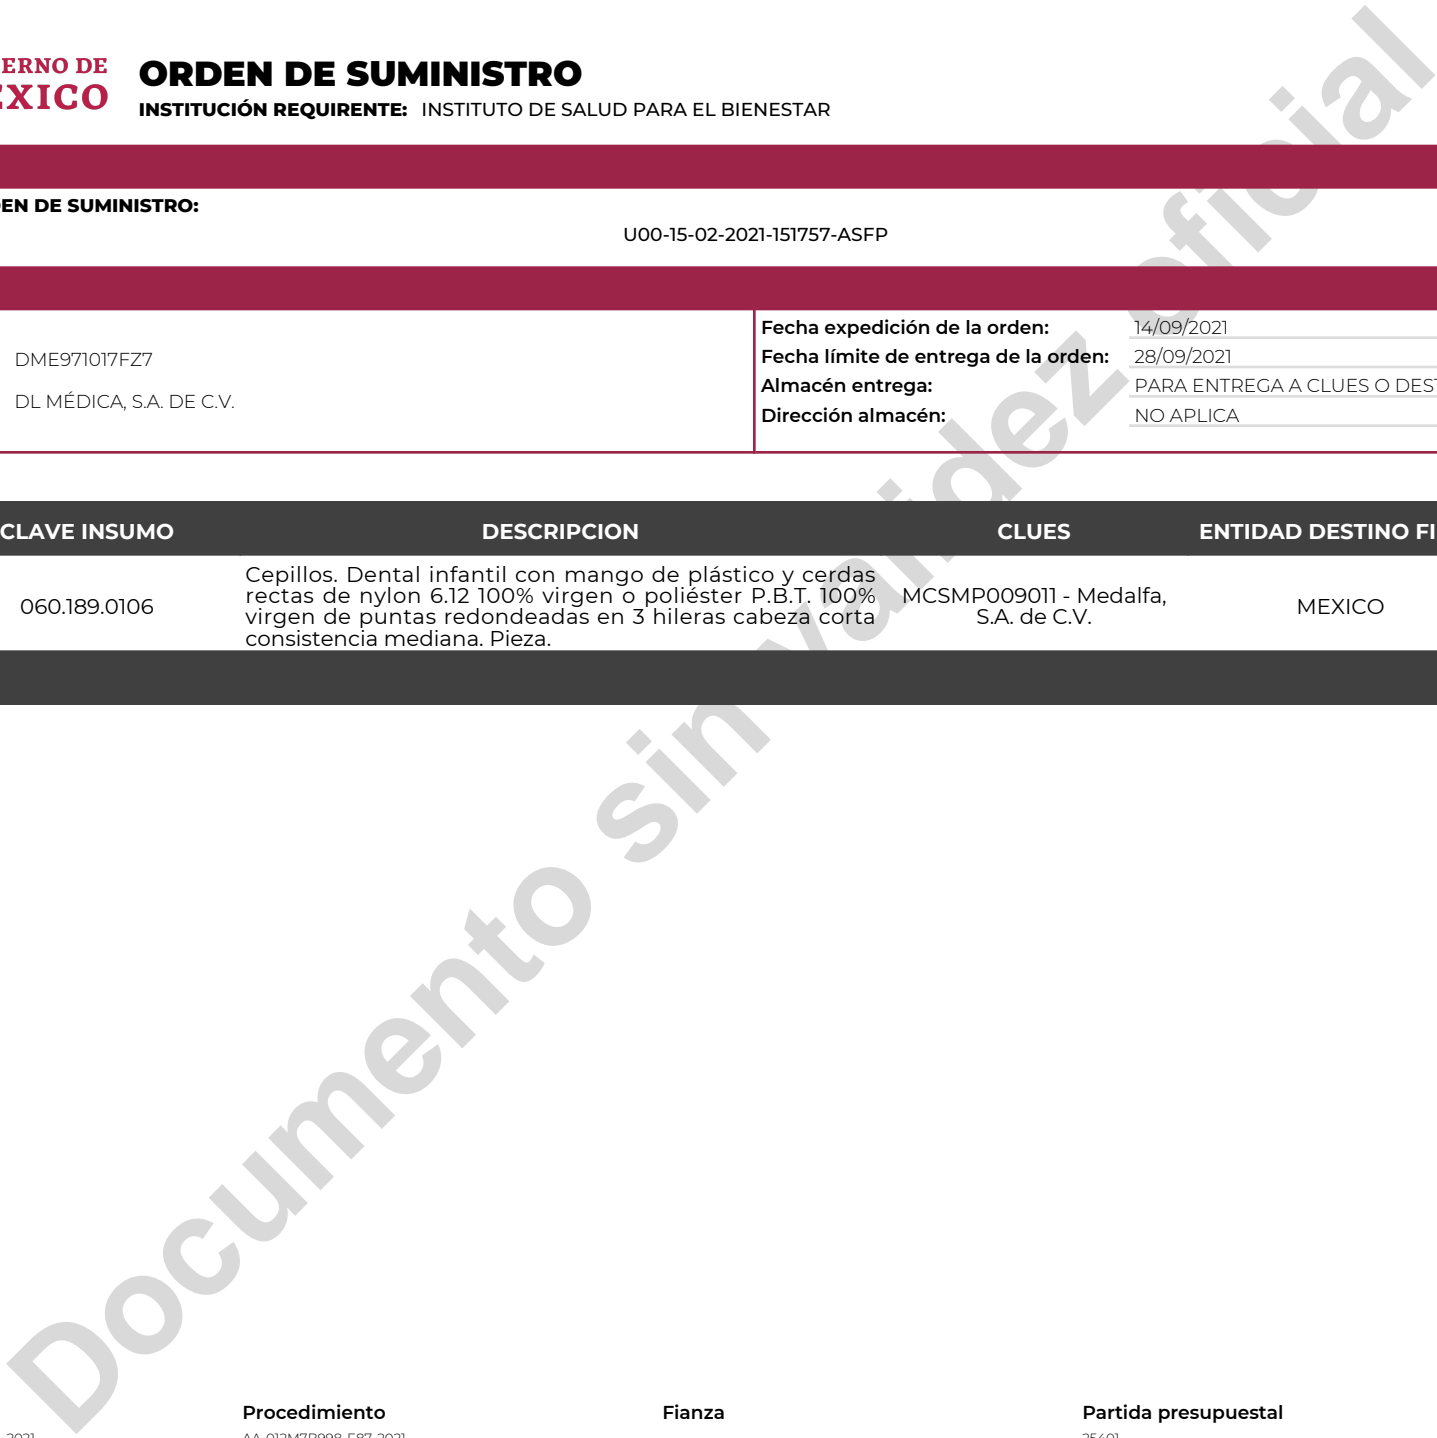 ERNO DE
EXICO
ORDEN DE SUMINISTRO
INSTITUCIÓN REQUIRENTE: INSTITUTO DE SALUD PARA EL BIENESTAR
EN DE SUMINISTRO:
U00-15-02-2021-151757-ASFP
DME971017FZ7
DL MÉDICA, S.A. DE C.V.
Fecha expedición de la orden: 14/09/2021
Fecha límite de entrega de la orden: 28/09/2021
Almacén entrega: PARA ENTREGA A CLUES O DEST
Dirección almacén: NO APLICA
CLAVE INSUMO DESCRIPCION CLUES ENTIDAD DESTINO FI
060.189.0106
Cepillos. Dental infantil con mango de plástico y cerdas
rectas de nylon 6.12 100% virgen o poliéster P.B.T. 100%
virgen de puntas redondeadas en 3 hileras cabeza corta
consistencia mediana. Pieza.
MCSMP009011 - Medalfa,
S.A. de C.V.
MEXICO
Documento sin validez oficial
Procedimiento Fianza Partida presupuestal